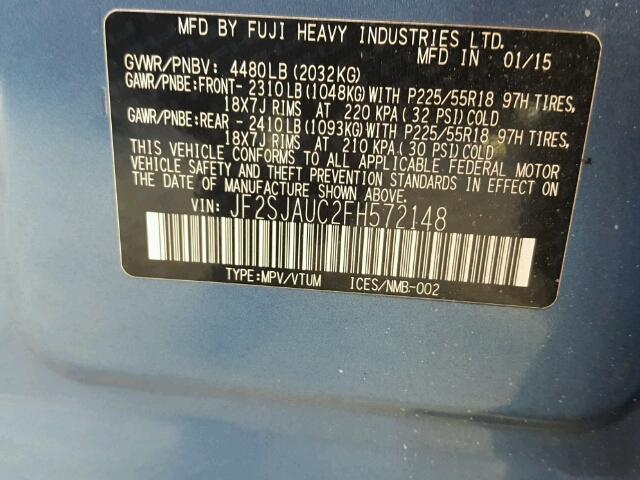 MFD BY FUJI HEAVY INDUSTRIES LTD.
MFD IN 01/15
GVWR/PNBV: 4480LB(2032KG)
GAWR/PNBE:FRONT- 2310LB(1048KG)WITH P225/55R18 97H TIRES,
18X7J RIMS AT 220 KPA(32 PSI)COLD
GAWR/PNBE:REAR - 2410LB(1093KG)WITH P225/55R18 97H TIRES,
18X7J RIMS AT 210 KPA(30 PSI)COLD
THIS VEHICLE CONFORMS TO ALL APPLICABLE FEDERAL MOTOR
VEHICLE SAFETY AND THEFT PREVENTION STANDARDS IN EFFECT ON
THE DATE OF MANUFACTURE SHOWN ABOVE.
VIN: JF2SJAUC2FH572148
TYPE:MPV/VTUM ICES/NMB-002